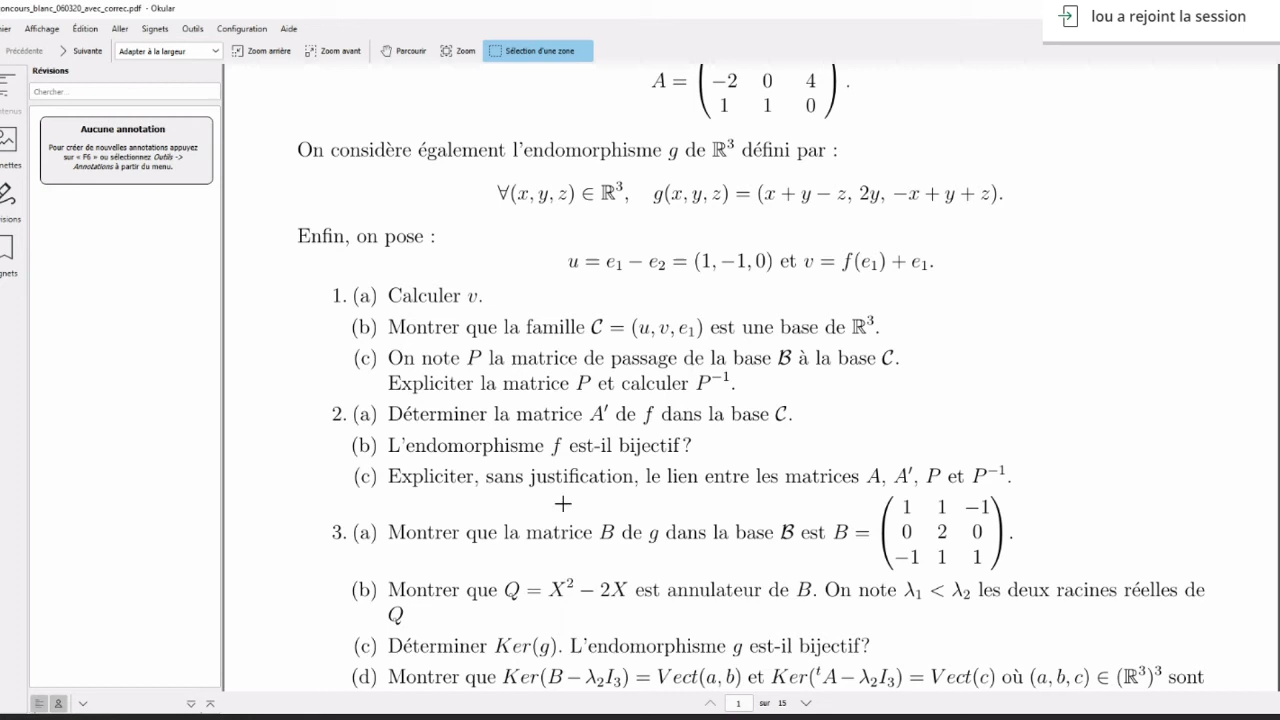 concours_blanc_060320_avec_correc.pdf - Okular
lou a rejoint la session
Affichage Édition Aller Signets Outils Configuration Aide
Précédente Suivante Adapter à la largeur Zoom arrière Zoom avant Parcourir Zoom Sélection d'une zone
Révisions
Chercher...
Aucune annotation
Pour créer de nouvelles annotations appuyez
sur « F6 » ou sélectionnez Outils ->
Annotations à partir du menu.
A = ( −2 0 4
1 1 0 ) .
On considère également l'endomorphisme g de ℝ³ défini par :
∀(x, y, z) ∈ ℝ³, g(x, y, z) = (x + y − z, 2y, −x + y + z).
Enfin, on pose :
u = e₁ − e₂ = (1, −1, 0) et v = f(e₁) + e₁.
1. (a) Calculer v.
(b) Montrer que la famille 𝒞 = (u, v, e₁) est une base de ℝ³.
(c) On note P la matrice de passage de la base ℬ à la base 𝒞.
Expliciter la matrice P et calculer P⁻¹.
2. (a) Déterminer la matrice A′ de f dans la base 𝒞.
(b) L'endomorphisme f est-il bijectif ?
(c) Expliciter, sans justification, le lien entre les matrices A, A′, P et P⁻¹.
3. (a) Montrer que la matrice B de g dans la base ℬ est B = ( 1 1 −1
0 2 0
−1 1 1 ) .
(b) Montrer que Q = X² − 2X est annulateur de B. On note λ₁ < λ₂ les deux racines réelles de
Q
(c) Déterminer Ker(g). L'endomorphisme g est-il bijectif?
(d) Montrer que Ker(B − λ₂I₃) = Vect(a, b) et Ker(ᵗA − λ₂I₃) = Vect(c) où (a, b, c) ∈ (ℝ³)³ sont
1 sur 15